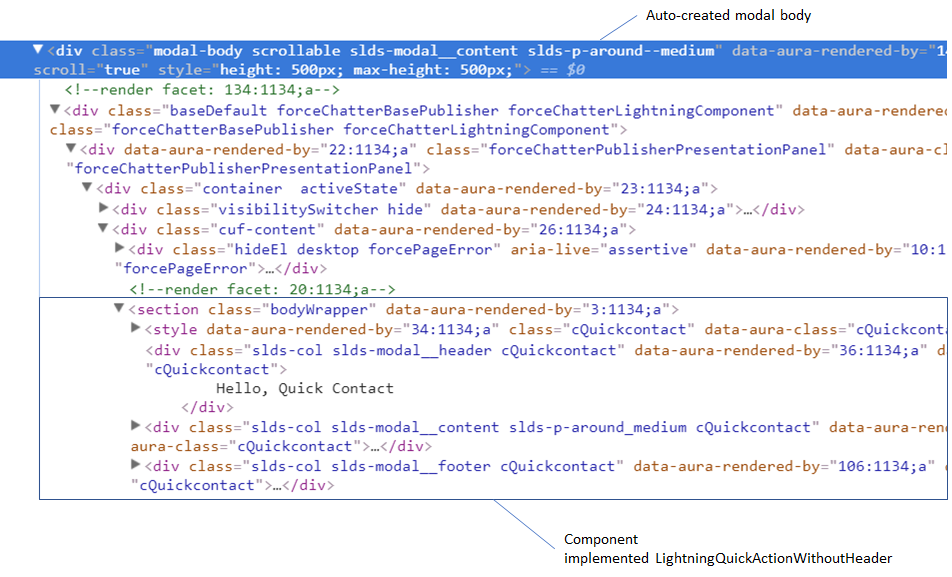 Auto-created modal body
▼<div class="modal-body scrollable slds-modal__content slds-p-around--medium" data-aura-rendered-by="1
scroll="true" style="height: 500px; max-height: 500px;"> == $0
<!--render facet: 134:1134;a-->
▼<div class="baseDefault forceChatterBasePublisher forceChatterLightningComponent" data-aura-rendered
class="forceChatterBasePublisher forceChatterLightningComponent">
▼<div data-aura-rendered-by="22:1134;a" class="forceChatterPublisherPresentationPanel" data-aura-cl
"forceChatterPublisherPresentationPanel">
▼<div class="container  activeState" data-aura-rendered-by="23:1134;a">
▶<div class="visibilitySwitcher hide" data-aura-rendered-by="24:1134;a">…</div>
▼<div class="cuf-content" data-aura-rendered-by="26:1134;a">
▶<div class="hideEl desktop forcePageError" aria-live="assertive" data-aura-rendered-by="10:1
"forcePageError">…</div>
<!--render facet: 20:1134;a-->
▼<section class="bodyWrapper" data-aura-rendered-by="3:1134;a">
▶<style data-aura-rendered-by="34:1134;a" class="cQuickcontact" data-aura-class="cQuickconta
<div class="slds-col slds-modal__header cQuickcontact" data-aura-rendered-by="36:1134;a" d
"cQuickcontact">
Hello, Quick Contact
</div>
▶<div class="slds-col slds-modal__content slds-p-around_medium cQuickcontact" data-aura-ren
aura-class="cQuickcontact">…</div>
▶<div class="slds-col slds-modal__footer cQuickcontact" data-aura-rendered-by="106:1134;a"
"cQuickcontact">…</div>
Component
implemented LightningQuickActionWithoutHeader